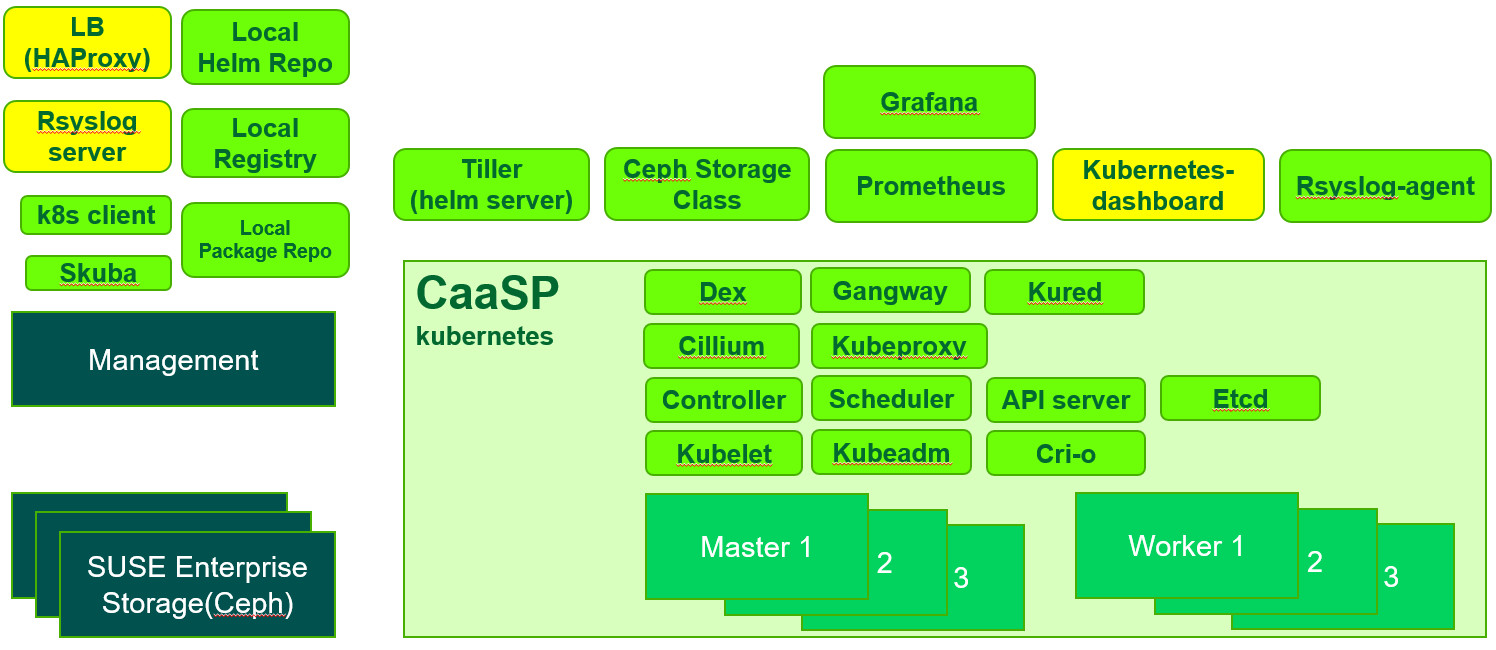 LB
(HAProxy)
Local
Helm Repo
Rsyslog
server
Local
Registry
k8s client
Local
Package Repo
Skuba
Management
SUSE Enterprise
Storage(Ceph)
Grafana
Tiller
(helm server)
Ceph Storage
Class
Prometheus
Kubernetes-
dashboard
Rsyslog-agent
CaaSP
kubernetes
Dex
Gangway
Kured
Cillium
Kubeproxy
Controller
Scheduler
API server
Etcd
Kubelet
Kubeadm
Cri-o
Master 1
2
3
Worker 1
2
3